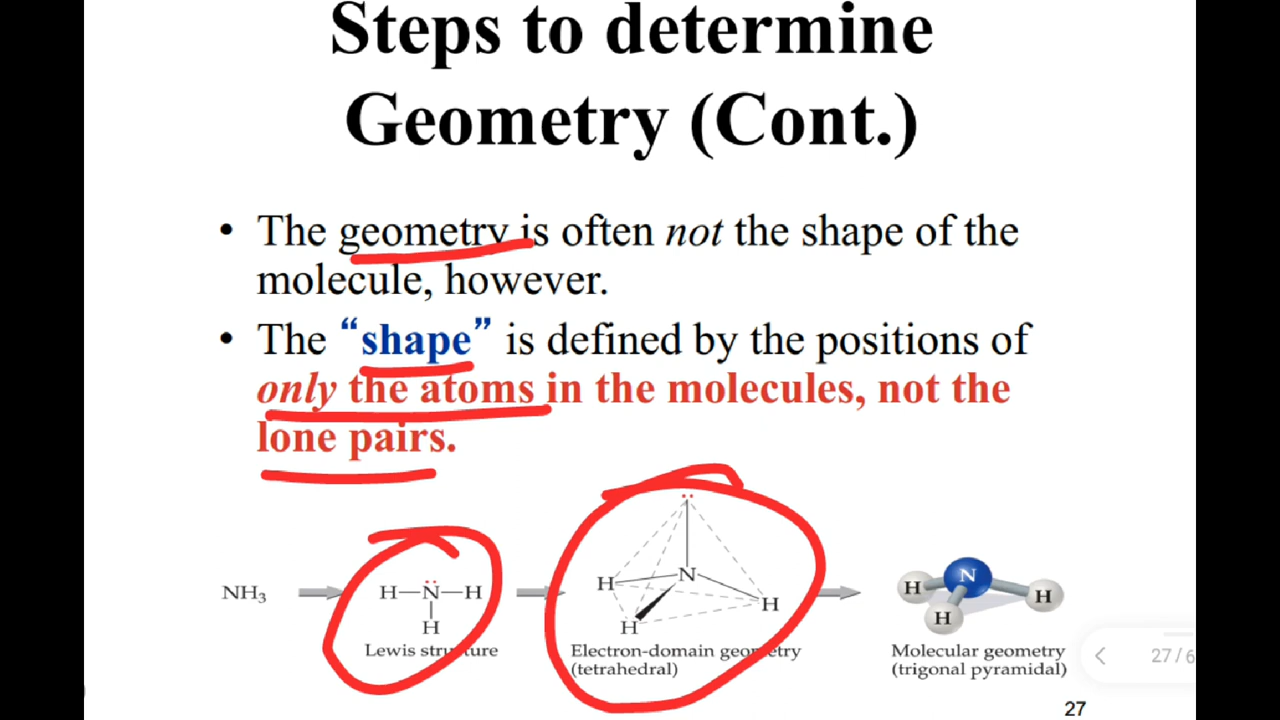 Steps to determine
Geometry (Cont.)
• The geometry is often not the shape of the
molecule, however.
• The “shape” is defined by the positions of
only the atoms in the molecules, not the
lone pairs.
NH₃
H—N̈—H
H
Lewis structure
H
N
H
H
Electron-domain geometry
(tetrahedral)
H
N
H
H
Molecular geometry
(trigonal pyramidal)
27/6
27